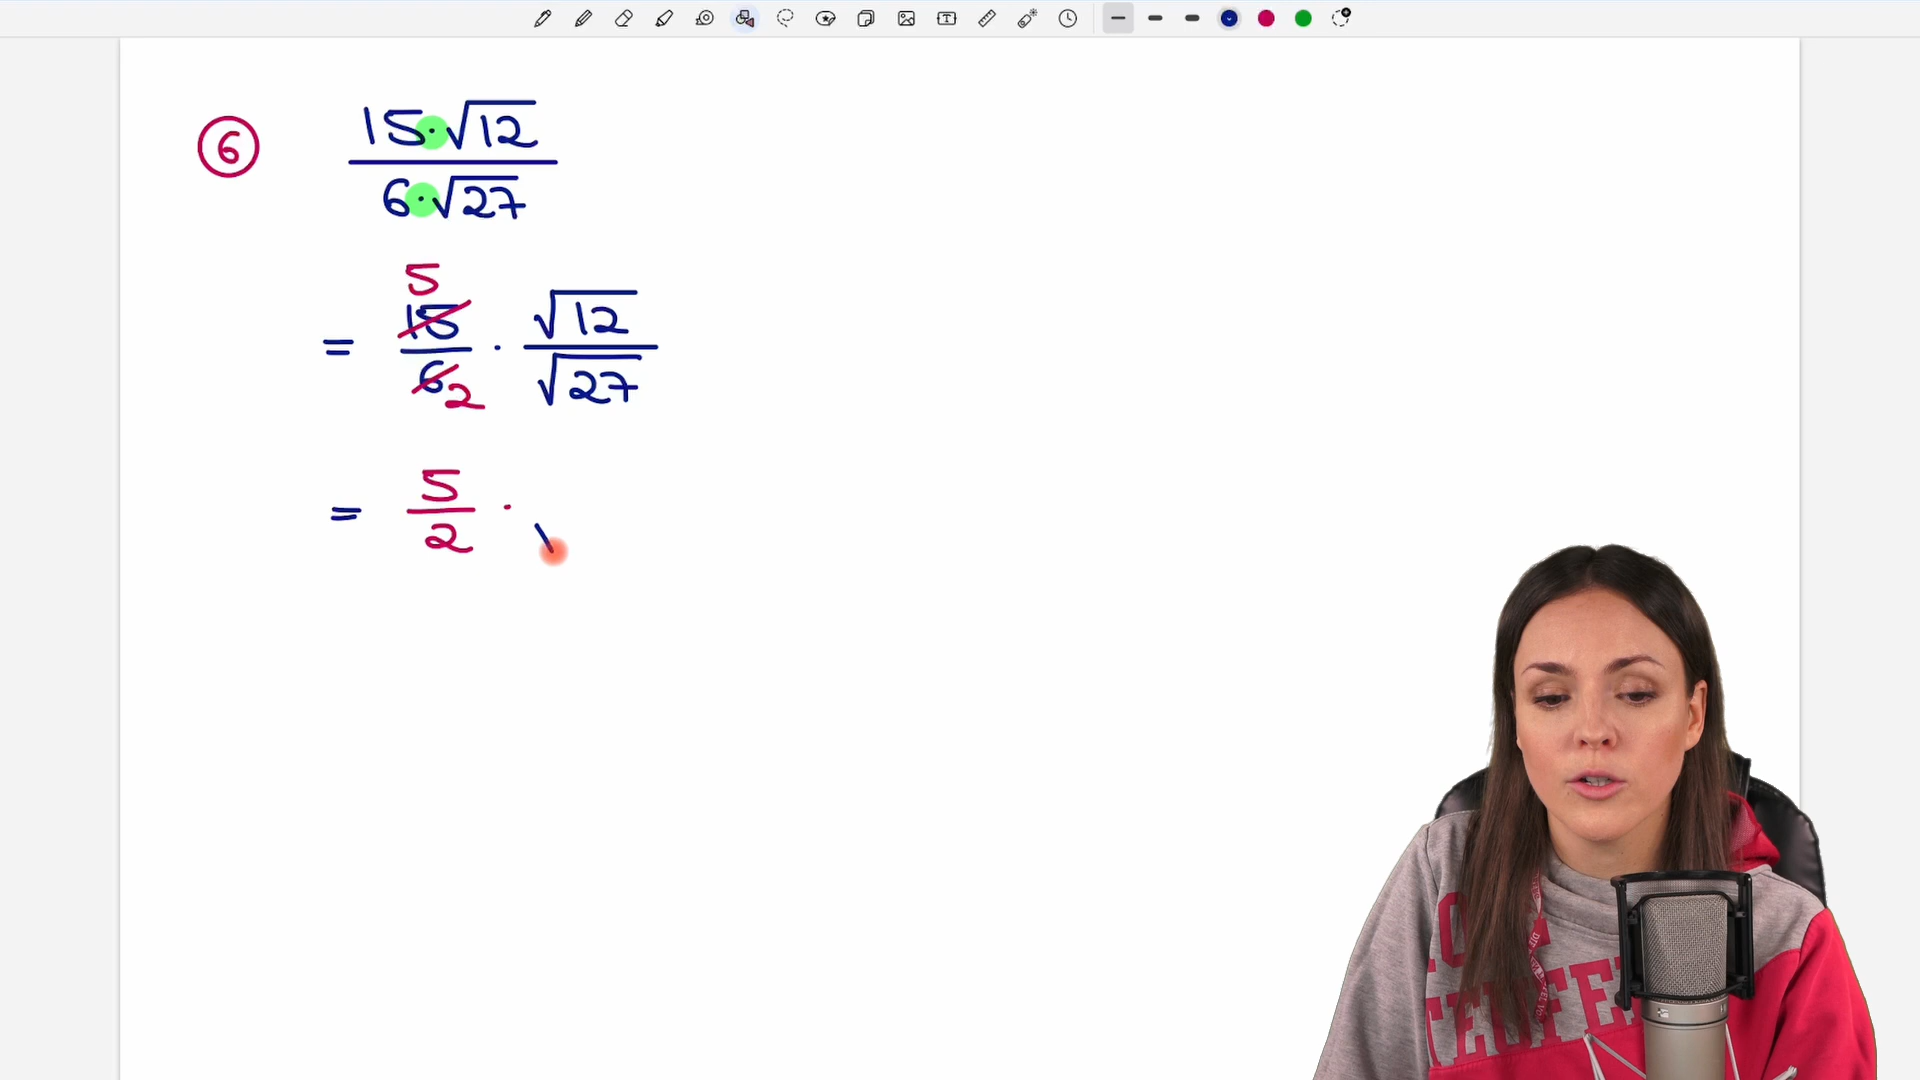 6
15·√12
6·√27
5
= 15/6 · √12/√27
2
= 5/2 ·